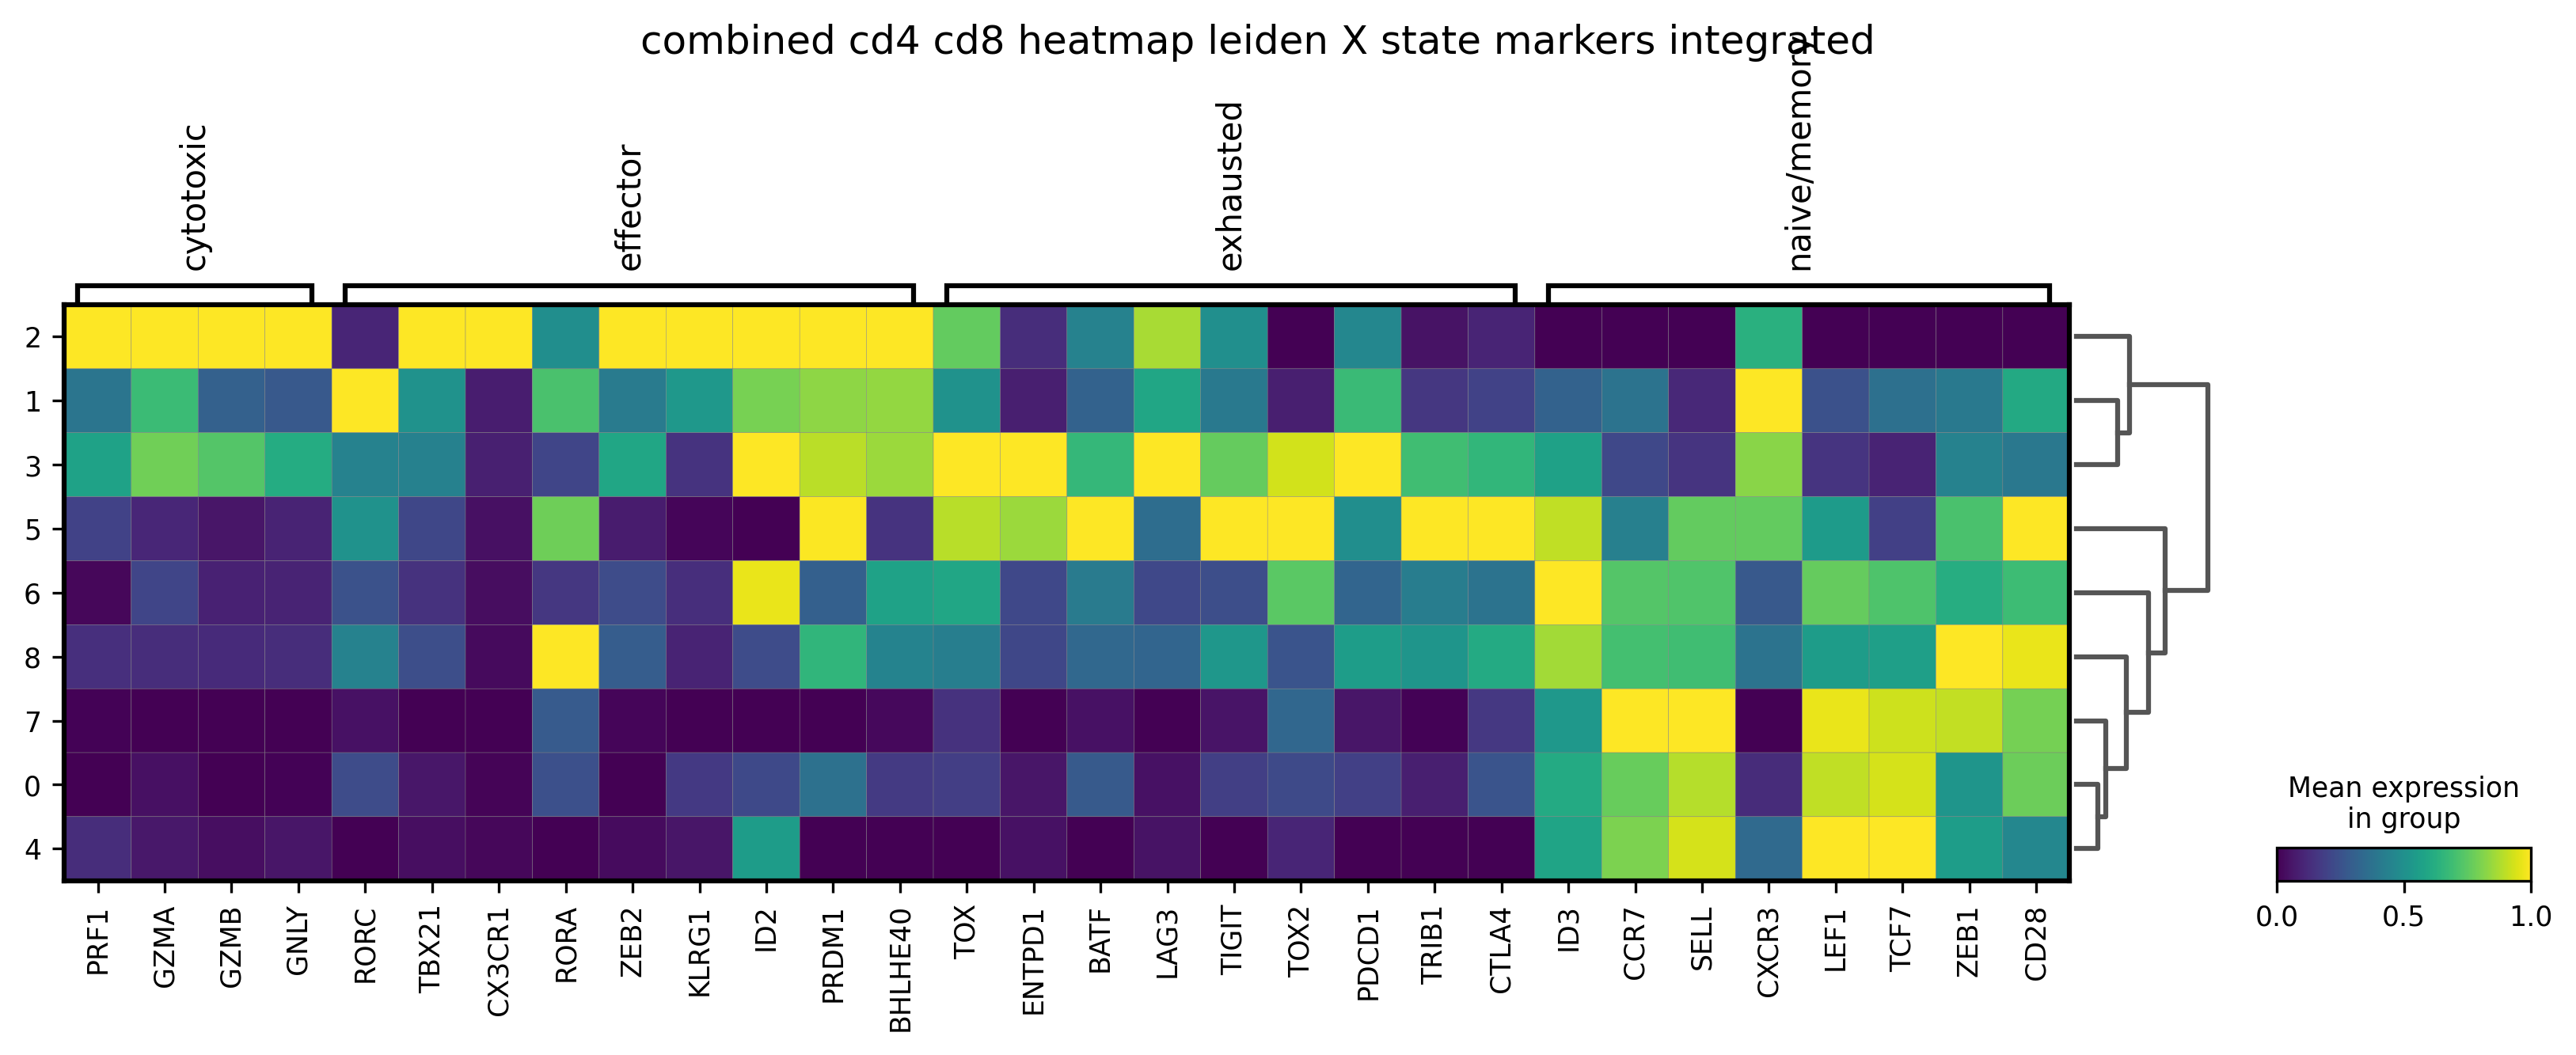 combined cd4 cd8 heatmap leiden X state markers integrated
cytotoxic
effector
exhausted
naive/memory
2
1
3
5
6
8
7
0
4
PRF1
GZMA
GZMB
GNLY
RORC
TBX21
CX3CR1
RORA
ZEB2
KLRG1
ID2
PRDM1
BHLHE40
TOX
ENTPD1
BATF
LAG3
TIGIT
TOX2
PDCD1
TRIB1
CTLA4
ID3
CCR7
SELL
CXCR3
LEF1
TCF7
ZEB1
CD28
Mean expression
in group
0.0 0.5 1.0